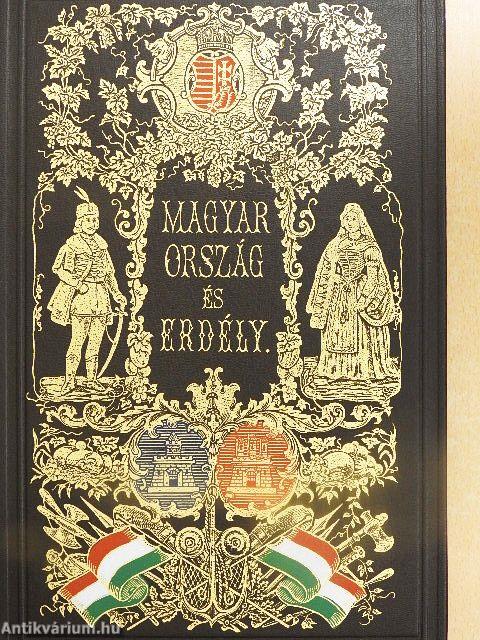 MAGYAR
ORSZÁG
ÉS
ERDÉLY.
Antikvárium.hu